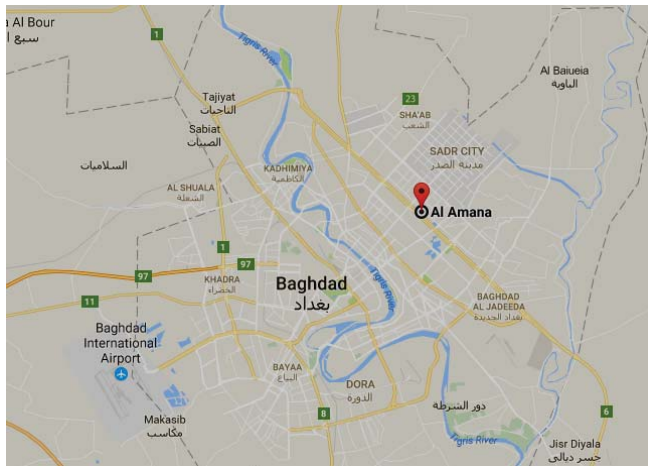 a Al Bour
سبع ا
1
Tigris River
Al Baiueia
الباوية
Tajiyat
التاجيات
23
SHA'AB
الشعب
Sabiat
الصبيات
SADR CITY
مدينة الصدر
السلاميات
KADHIMIYA
الكاظمية
AL SHUALA
الشعلة
Al Amana
1
97
97
KHADRA
الخضراء
Baghdad
بغداد
Tigris River
11
BAGHDAD
AL JADEEDA
بغداد الجديدة
Baghdad
International
Airport
BAYAA
البياع
DORA
الدورة
دور الشرطة
8
6
Makasib
مكاسب
Tigris River
Jisr Diyala
جسر ديالى